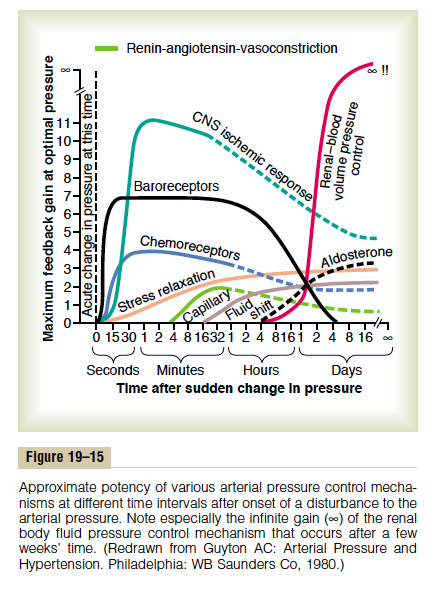 Renin-angiotensin-vasoconstriction
Maximum feedback gain at optimal pressure
Acute change in pressure at this time
∞
11
10
9
8
7
6
5
4
3
2
1
0
CNS ischemic response
Baroreceptors
Chemoreceptors
Stress relaxation
Capillary
Fluid
shift
Renal–blood
volume pressure
control
∞ !!
Aldosterone
0 15 30 1 2 4 8 16 32 1 2 4 8 16 1 2 4 8 16 ∞
Seconds Minutes Hours Days
Time after sudden change in pressure
Figure 19–15
Approximate potency of various arterial pressure control mecha-
nisms at different time intervals after onset of a disturbance to the
arterial pressure. Note especially the infinite gain (∞) of the renal
body fluid pressure control mechanism that occurs after a few
weeks' time. (Redrawn from Guyton AC: Arterial Pressure and
Hypertension. Philadelphia: WB Saunders Co, 1980.)